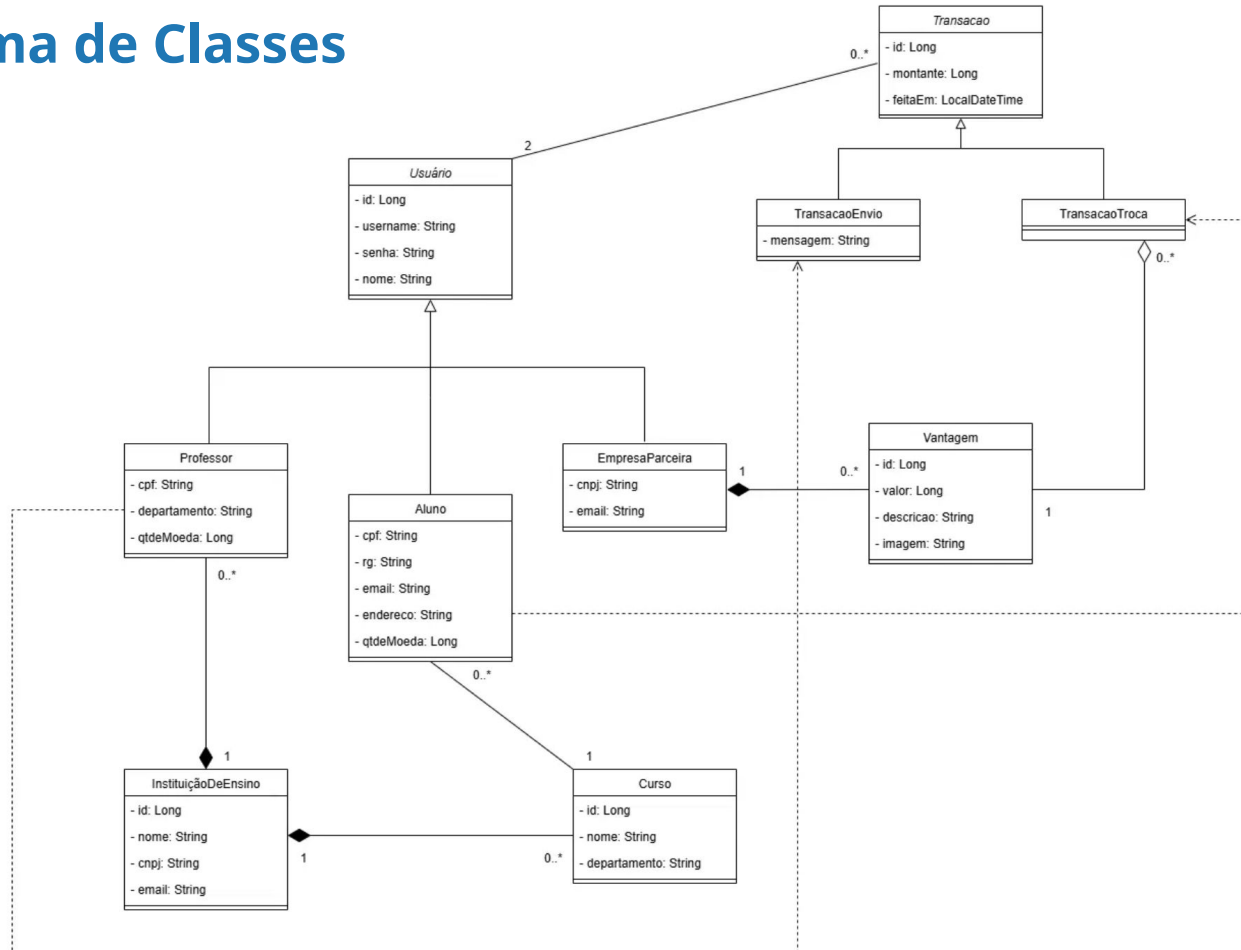 ma de Classes
Transacao
- id: Long
- montante: Long
- feitaEm: LocalDateTime
0..*
2
Usuário
- id: Long
- username: String
- senha: String
- nome: String
TransacaoEnvio
- mensagem: String
TransacaoTroca
0..*
Professor
- cpf: String
- departamento: String
- qtdeMoeda: Long
0..*
Aluno
- cpf: String
- rg: String
- email: String
- endereco: String
- qtdeMoeda: Long
0..*
EmpresaParceira
- cnpj: String
- email: String
1
0..*
Vantagem
- id: Long
- valor: Long
- descricao: String
- imagem: String
1
1
InstituiçãoDeEnsino
- id: Long
- nome: String
- cnpj: String
- email: String
1
0..*
1
Curso
- id: Long
- nome: String
- departamento: String